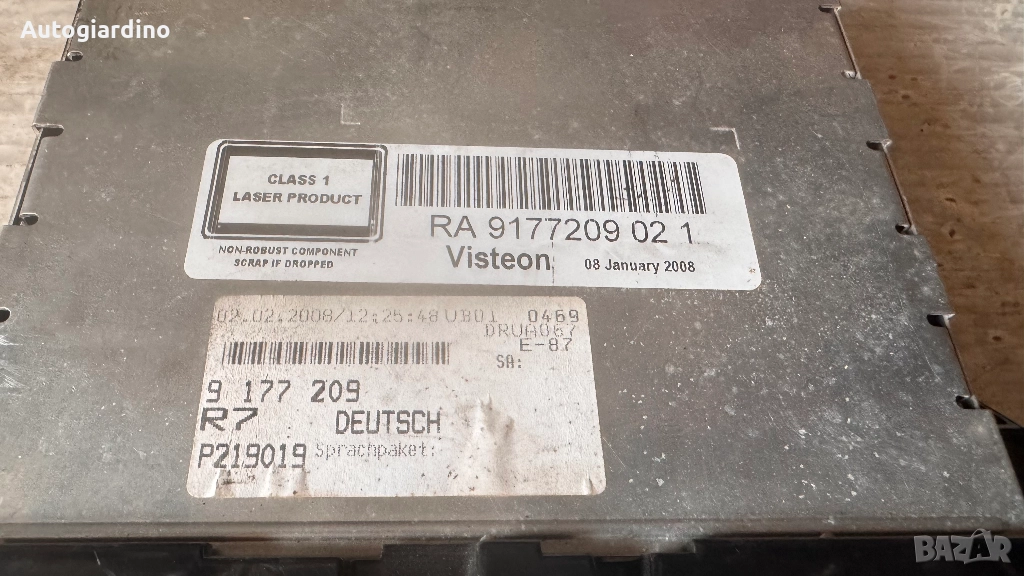 Autogiardino
CLASS 1
LASER PRODUCT
NON-ROBUST COMPONENT
SCRAP IF DROPPED
RA 9177209 02 1
Visteon 08 January 2008
02.02.2008/12:25:48 UB01 0469
DRUA067
E-87
SA:
9 177 209
R7 DEUTSCH
P219019 Sprachpaket:
BAZAR